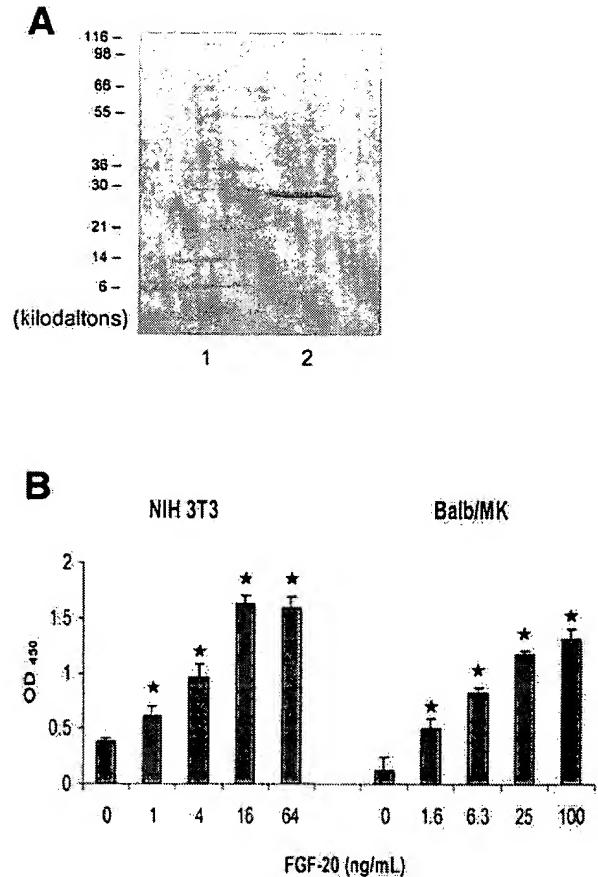 A
116 –
98 –
66 –
55 –
36 –
30 –
21 –
14 –
6 –
(kilodaltons)
1 2
B
NIH 3T3 Balb/MK
OD 450
2
1.5
1
0.5
0
0 1 4 16 64 0 1.6 6.3 25 100
FGF-20 (ng/mL)